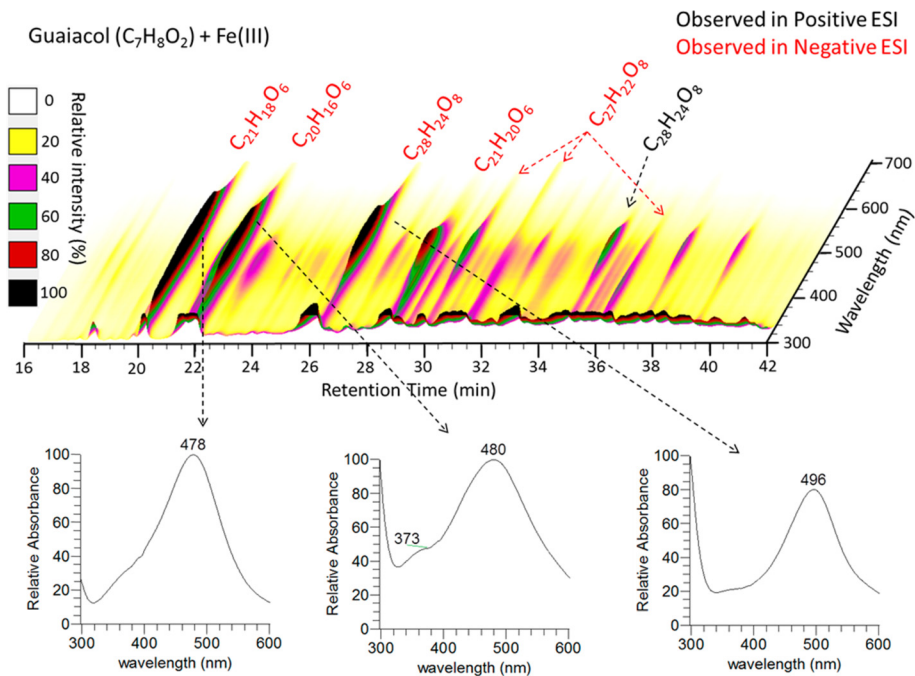 Guaiacol (C₇H₈O₂) + Fe(III)
Observed in Positive ESI
Observed in Negative ESI
Relative intensity (%)
0
20
40
60
80
100
C₂₁H₁₈O₆
C₂₀H₁₆O₆
C₂₈H₂₄O₈
C₂₁H₂₀O₆
C₂₇H₂₂O₈
C₂₈H₂₄O₈
700
600
500
400
300
Wavelength (nm)
16 18 20 22 24 26 28 30 32 34 36 38 40 42
Retention Time (min)
478
Relative Absorbance
100
80
60
40
20
0
300 400 500 600
wavelength (nm)
480
373
Relative Absorbance
100
80
60
40
20
0
300 400 500 600
wavelength (nm)
496
Relative Absorbance
100
80
60
40
20
0
300 400 500 600
wavelength (nm)